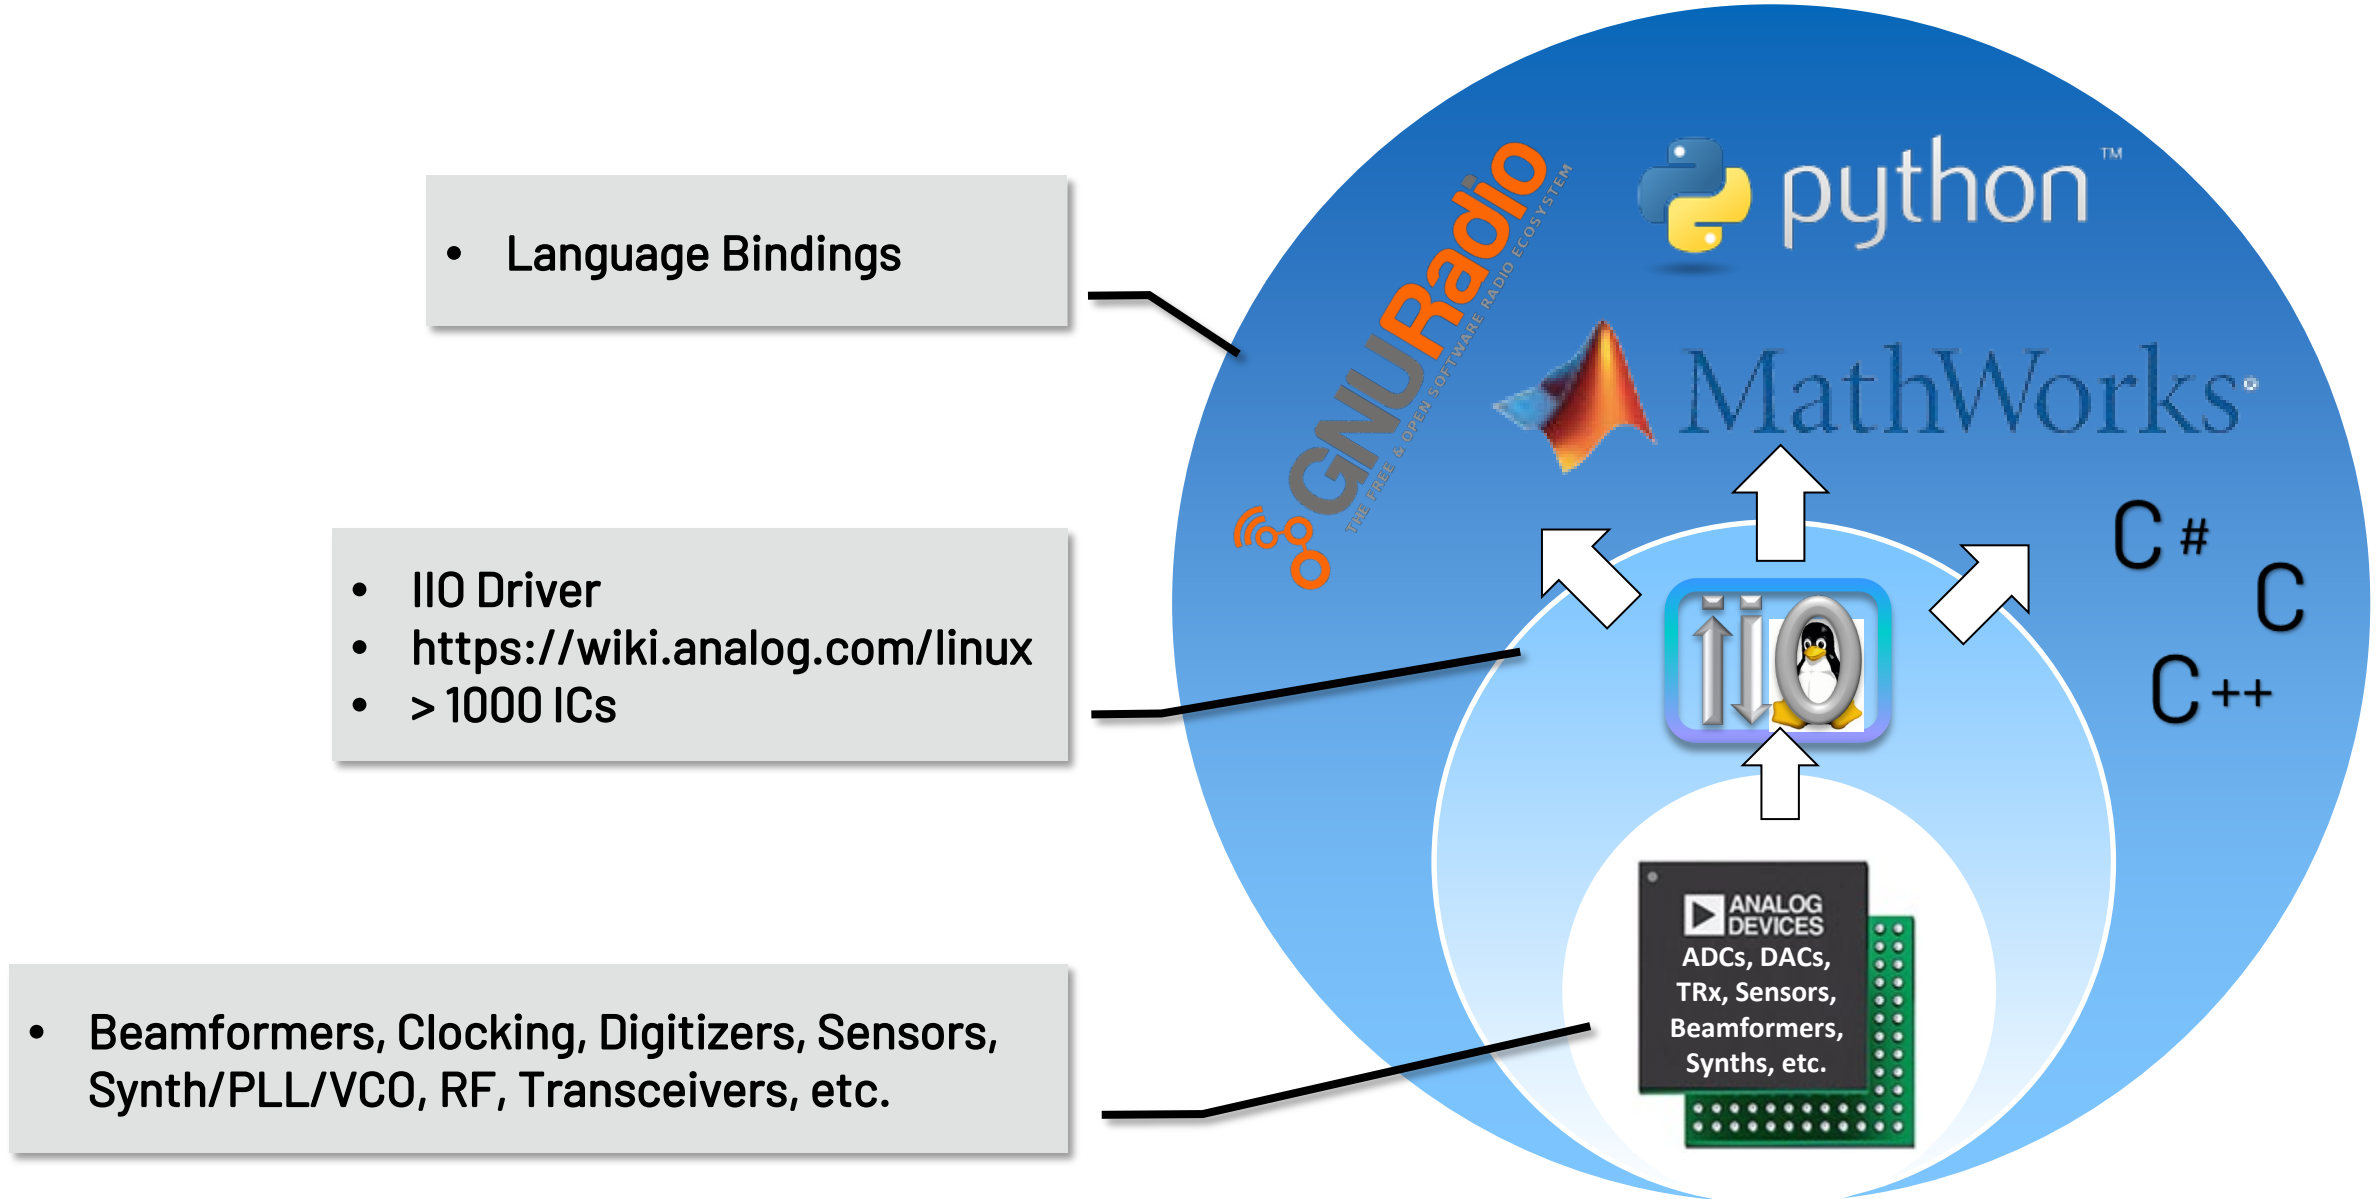 • Language Bindings
• IIO Driver
• https://wiki.analog.com/linux
• > 1000 ICs
• Beamformers, Clocking, Digitizers, Sensors,
Synth/PLL/VCO, RF, Transceivers, etc.
GNURadio
THE FREE & OPEN SOFTWARE RADIO ECOSYSTEM
python™
MathWorks®
C #
C
C ++
iiO
ANALOG
DEVICES
ADCs, DACs,
TRx, Sensors,
Beamformers,
Synths, etc.